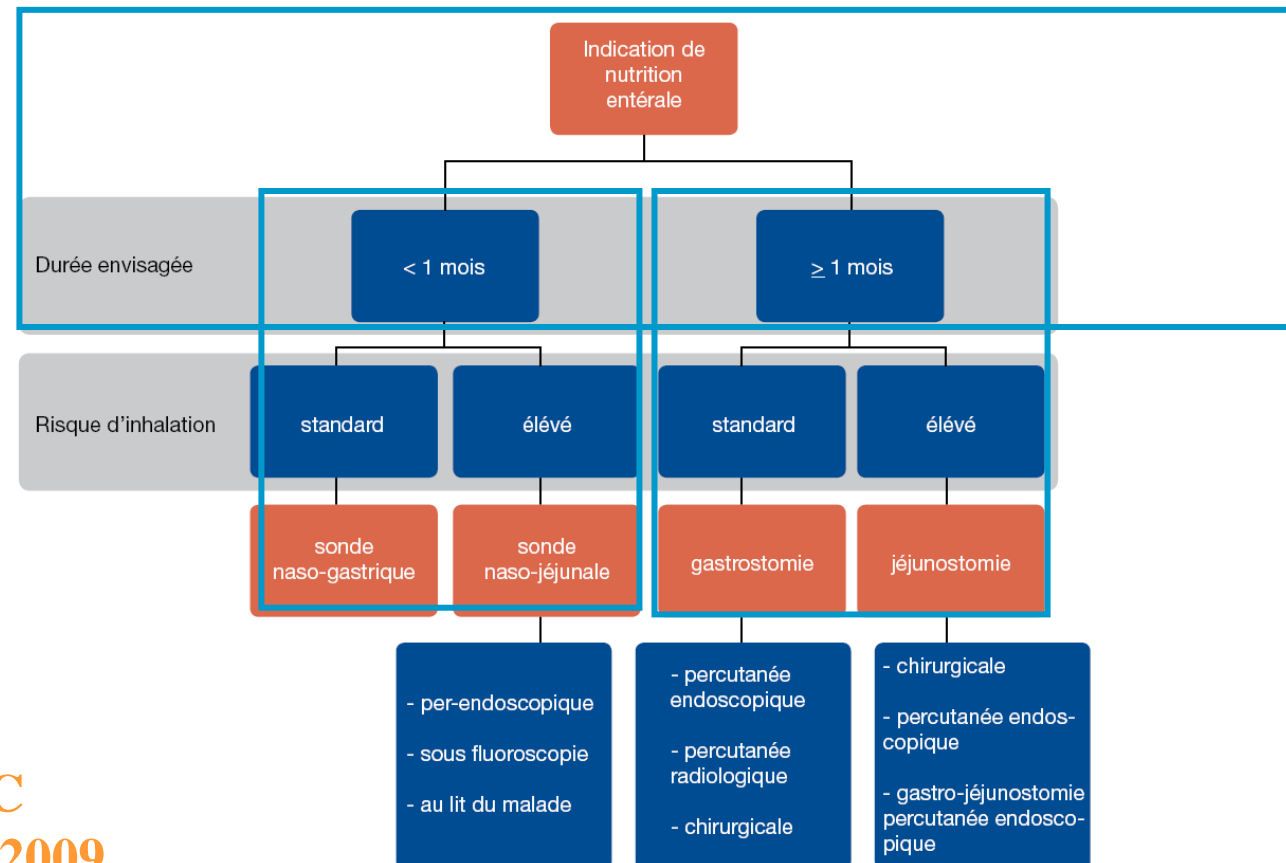 Indication de
nutrition
entérale
Durée envisagée
< 1 mois
≥ 1 mois
Risque d'inhalation
standard
élévé
standard
élévé
sonde
naso-gastrique
sonde
naso-jéjunale
gastrostomie
jéjunostomie
- per-endoscopique
- sous fluoroscopie
- au lit du malade
- percutanée
endoscopique
- percutanée
radiologique
- chirurgicale
- chirurgicale
- percutanée endos-
copique
- gastro-jéjunostomie
percutanée endosco-
pique
C
2009